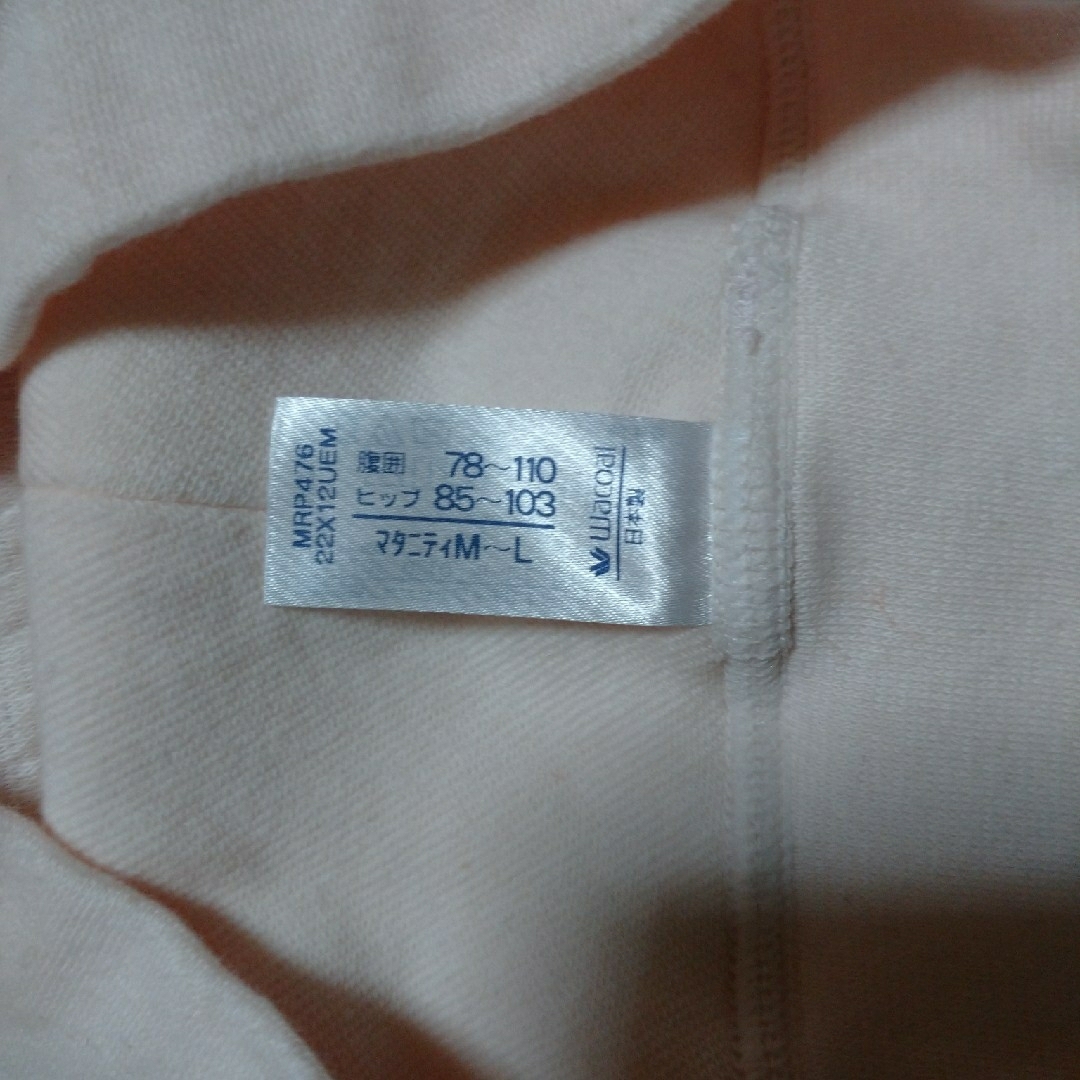 日本製
Wacoal
腹囲 78～110
ヒップ 85～103
マタニティM～L
MRP476
22X12UEM